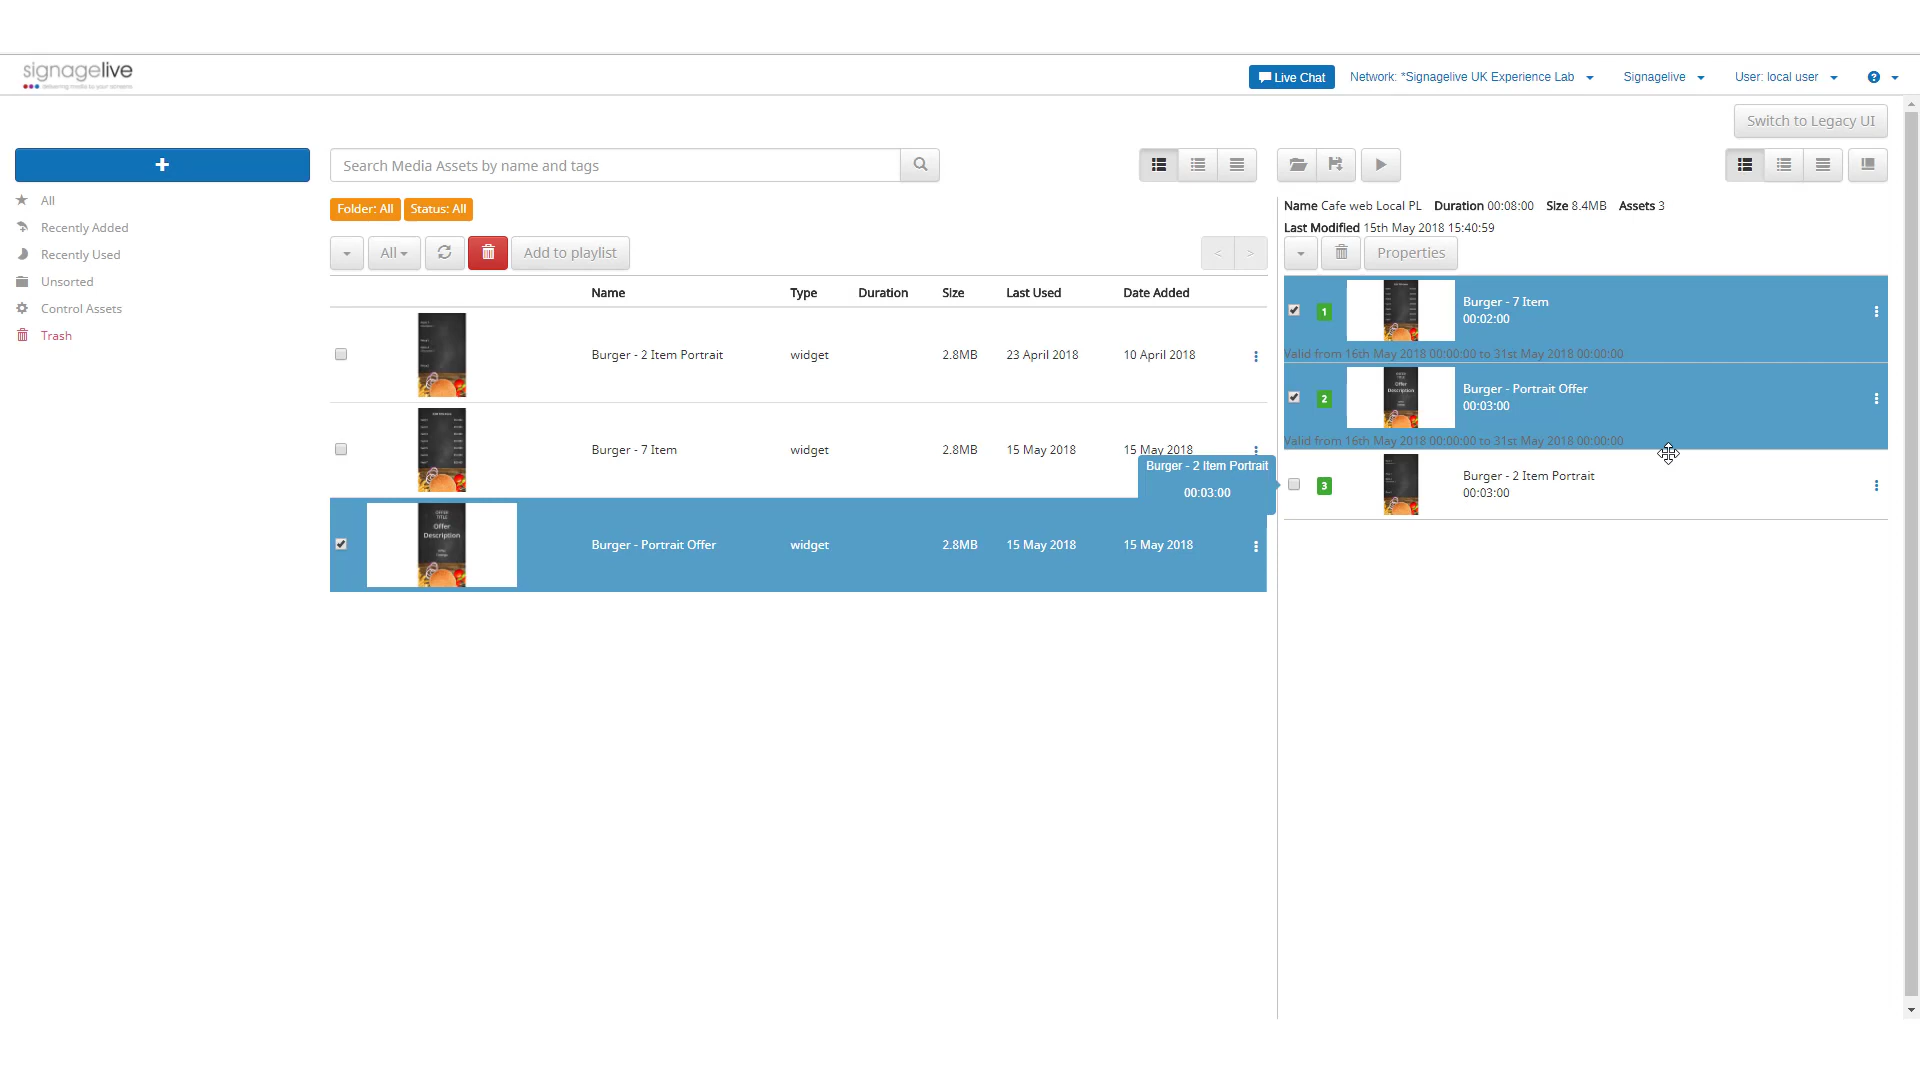 signagelive
Live Chat
Network: *Signagelive UK Experience Lab
Signagelive
User: local user
Switch to Legacy UI
Search Media Assets by name and tags
All
Recently Added
Recently Used
Unsorted
Control Assets
Trash
Folder: All
Status: All
All
Add to playlist
<
>
Name
Type
Duration
Size
Last Used
Date Added
Burger - 2 Item Portrait
widget
2.8MB
23 April 2018
10 April 2018
Burger - 7 Item
widget
2.8MB
15 May 2018
15 May 2018
OFFER
TITLE
Offer
Description
Burger - Portrait Offer
widget
2.8MB
15 May 2018
15 May 2018
Burger - 2 Item Portrait
00:03:00
Name Cafe web Local PL Duration 00:08:00 Size 8.4MB Assets 3
Last Modified 15th May 2018 15:40:59
Properties
1
Burger - 7 Item
00:02:00
Valid from 16th May 2018 00:00:00 to 31st May 2018 00:00:00
2
Offer
Description
Burger - Portrait Offer
00:03:00
Valid from 16th May 2018 00:00:00 to 31st May 2018 00:00:00
3
Burger - 2 Item Portrait
00:03:00